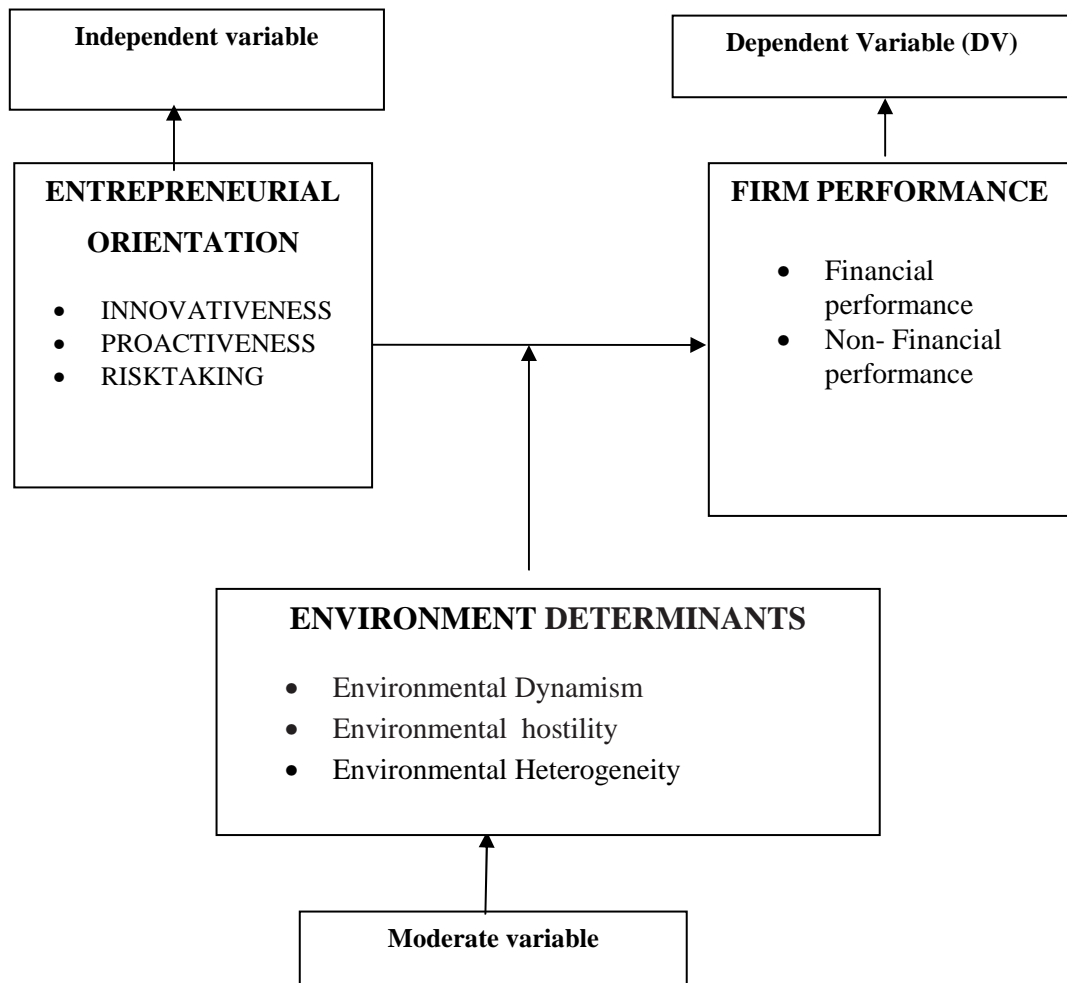 Independent variable
Dependent Variable (DV)
ENTREPRENEURIAL
ORIENTATION
• INNOVATIVENESS
• PROACTIVENESS
• RISKTAKING
FIRM PERFORMANCE
• Financial
performance
• Non- Financial
performance
ENVIRONMENT DETERMINANTS
• Environmental Dynamism
• Environmental hostility
• Environmental Heterogeneity
Moderate variable